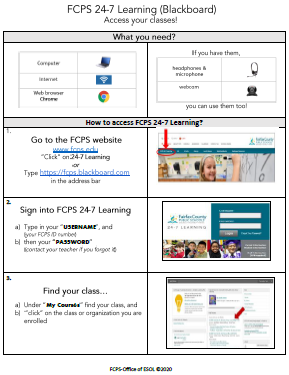 FCPS 24-7 Learning (Blackboard)
Access your classes!
What you need?
Computer
Internet
Web browser
Chrome
If you have them,
headphones &
microphone
webcam
you can use them too!
How to access FCPS 24-7 Learning?
1.
Go to the FCPS website
www.fcps.edu
"Click" on 24-7 Learning
or
Type https://fcps.blackboard.com
in the address bar
2.
Sign into FCPS 24-7 Learning
a) Type in your "USERNAME", and
(your FCPS ID number)
b) then your "PASSWORD"
(contact your teacher if you forgot it)
Fairfax County
PUBLIC SCHOOLS
24-7 LEARNING
3.
Find your class...
a) Under "My Courses" find your class, and
b) "click" on the class or organization you are
enrolled
FCPS-Office of ESOL ©2020